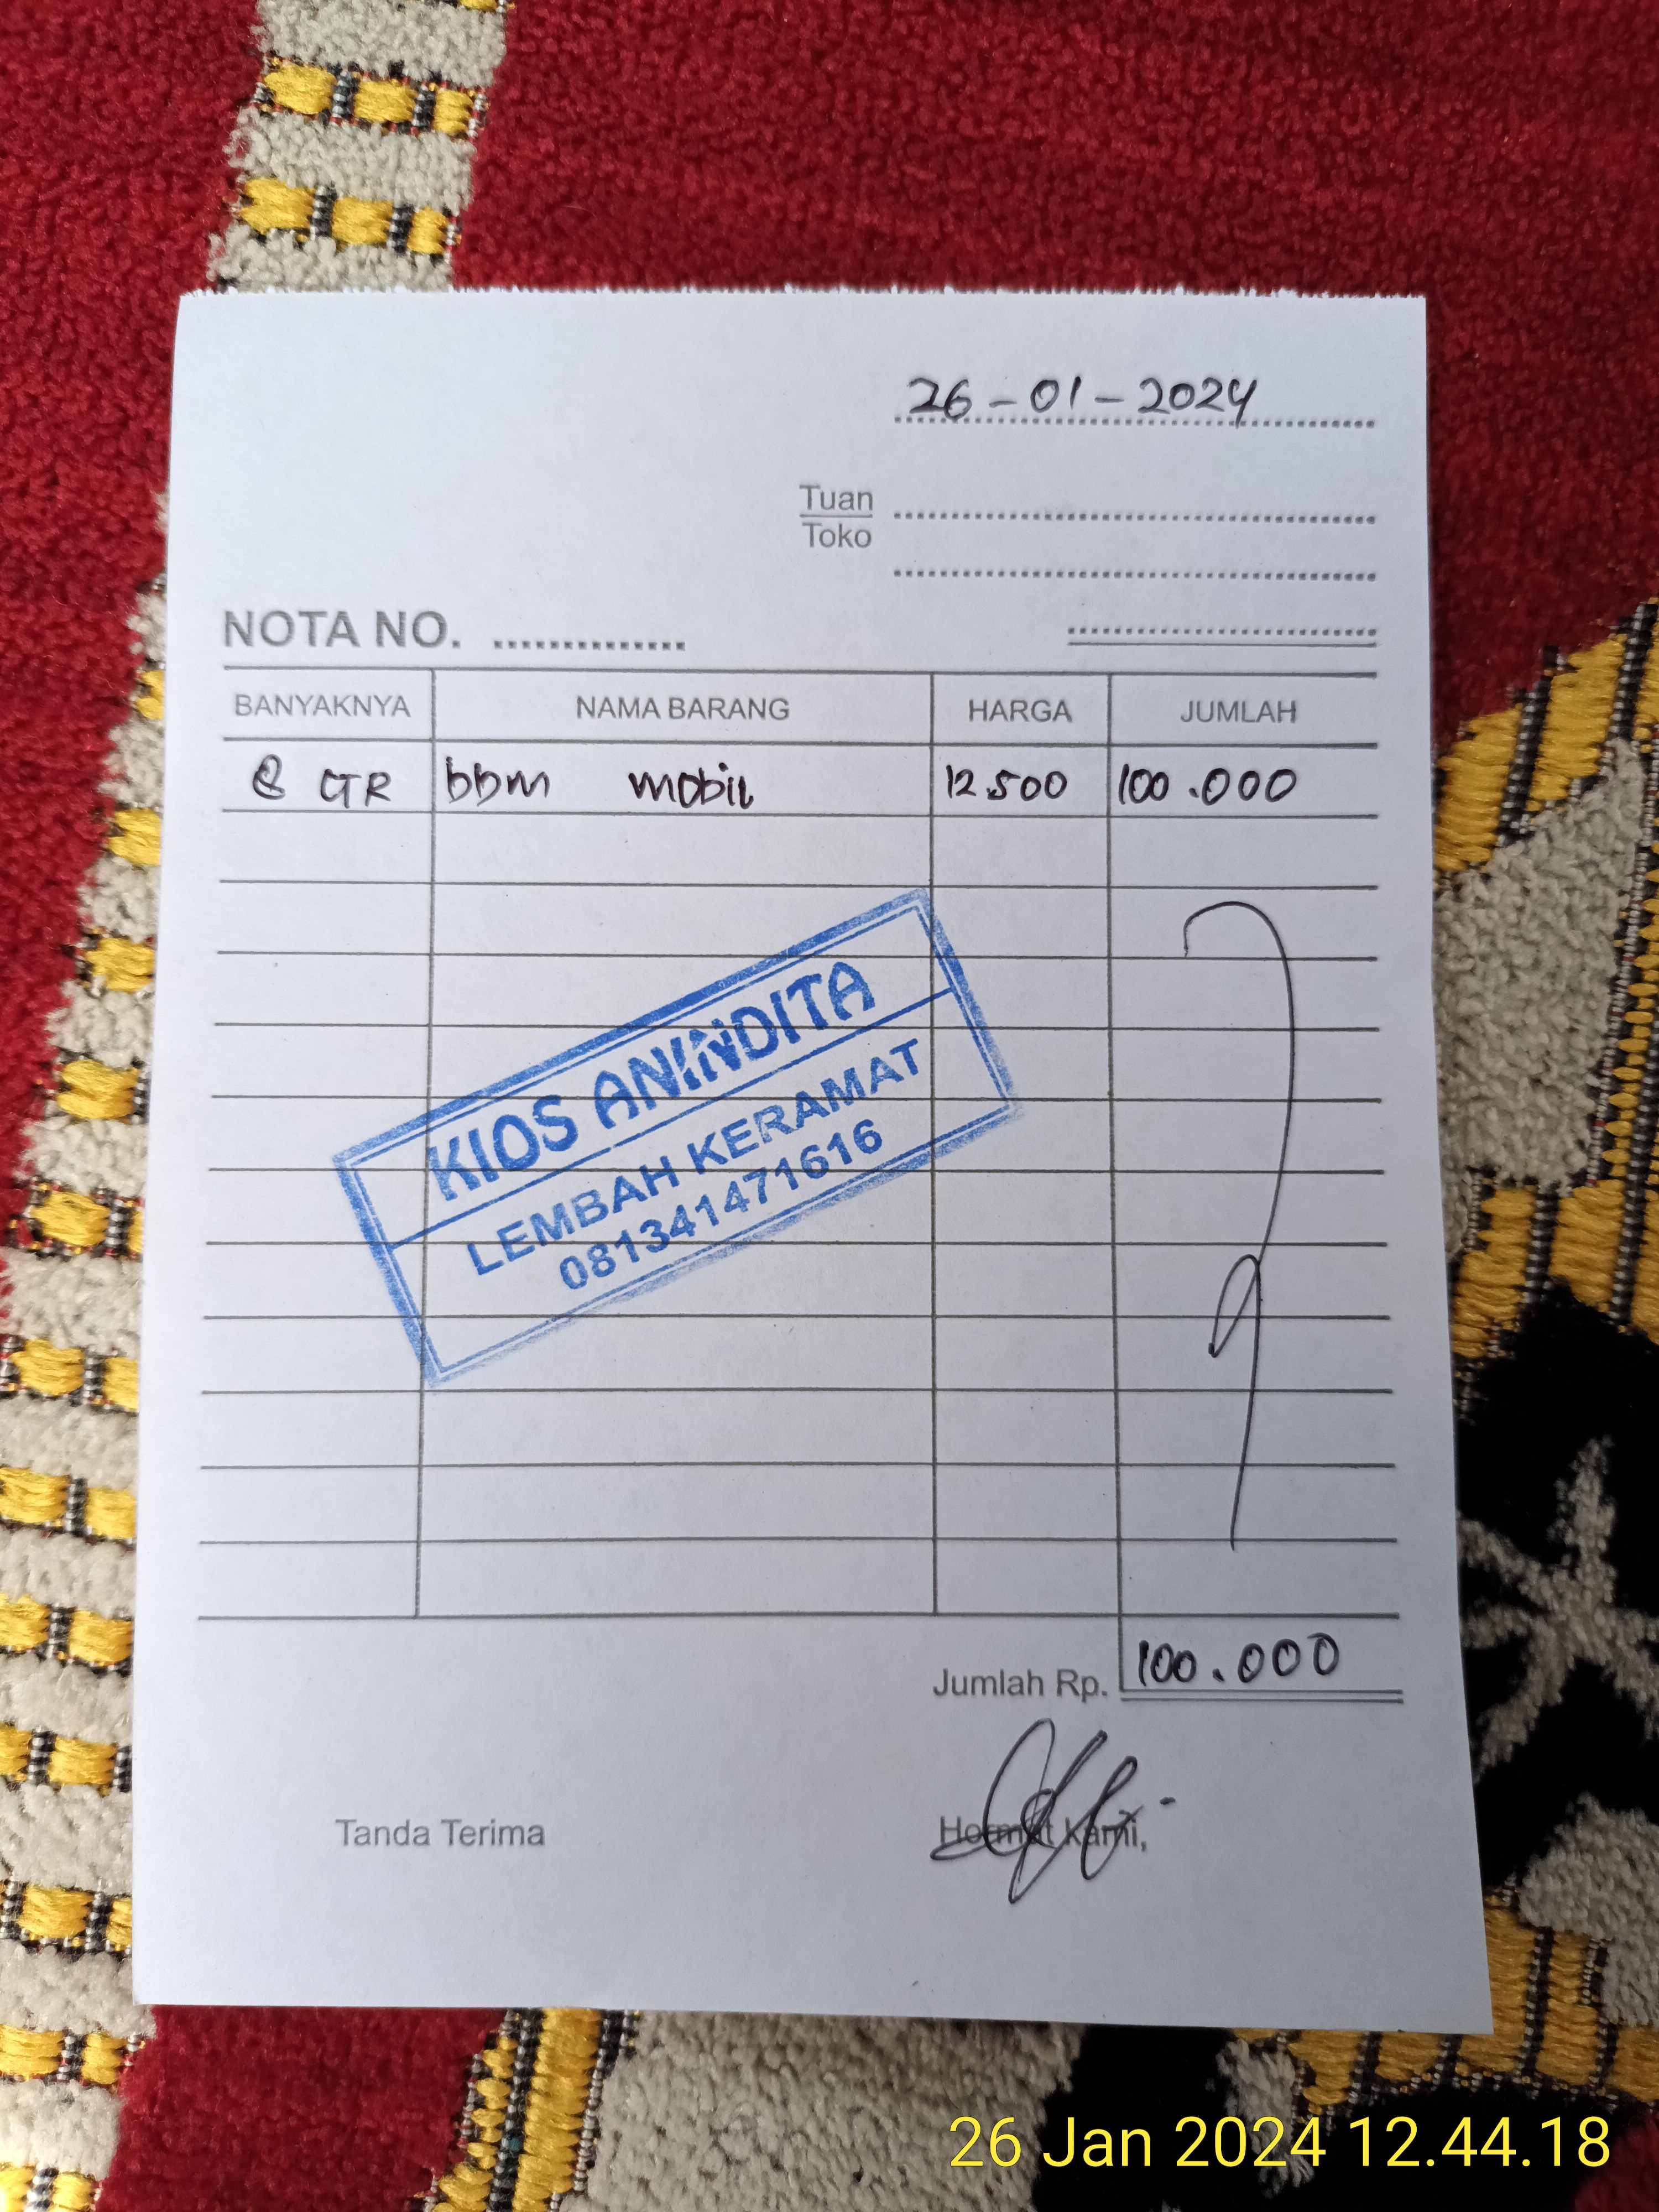 26-01-2024
Tuan
Toko
NOTA NO.
BANYAKNYA NAMA BARANG HARGA JUMLAH
8 LTR bbm mobil 12.500 100.000
KIOS ANINDITA
LEMBAH KERAMAT
081341471616
Jumlah Rp. 100.000
Tanda Terima Hormat Kami,
26 Jan 2024 12.44.18